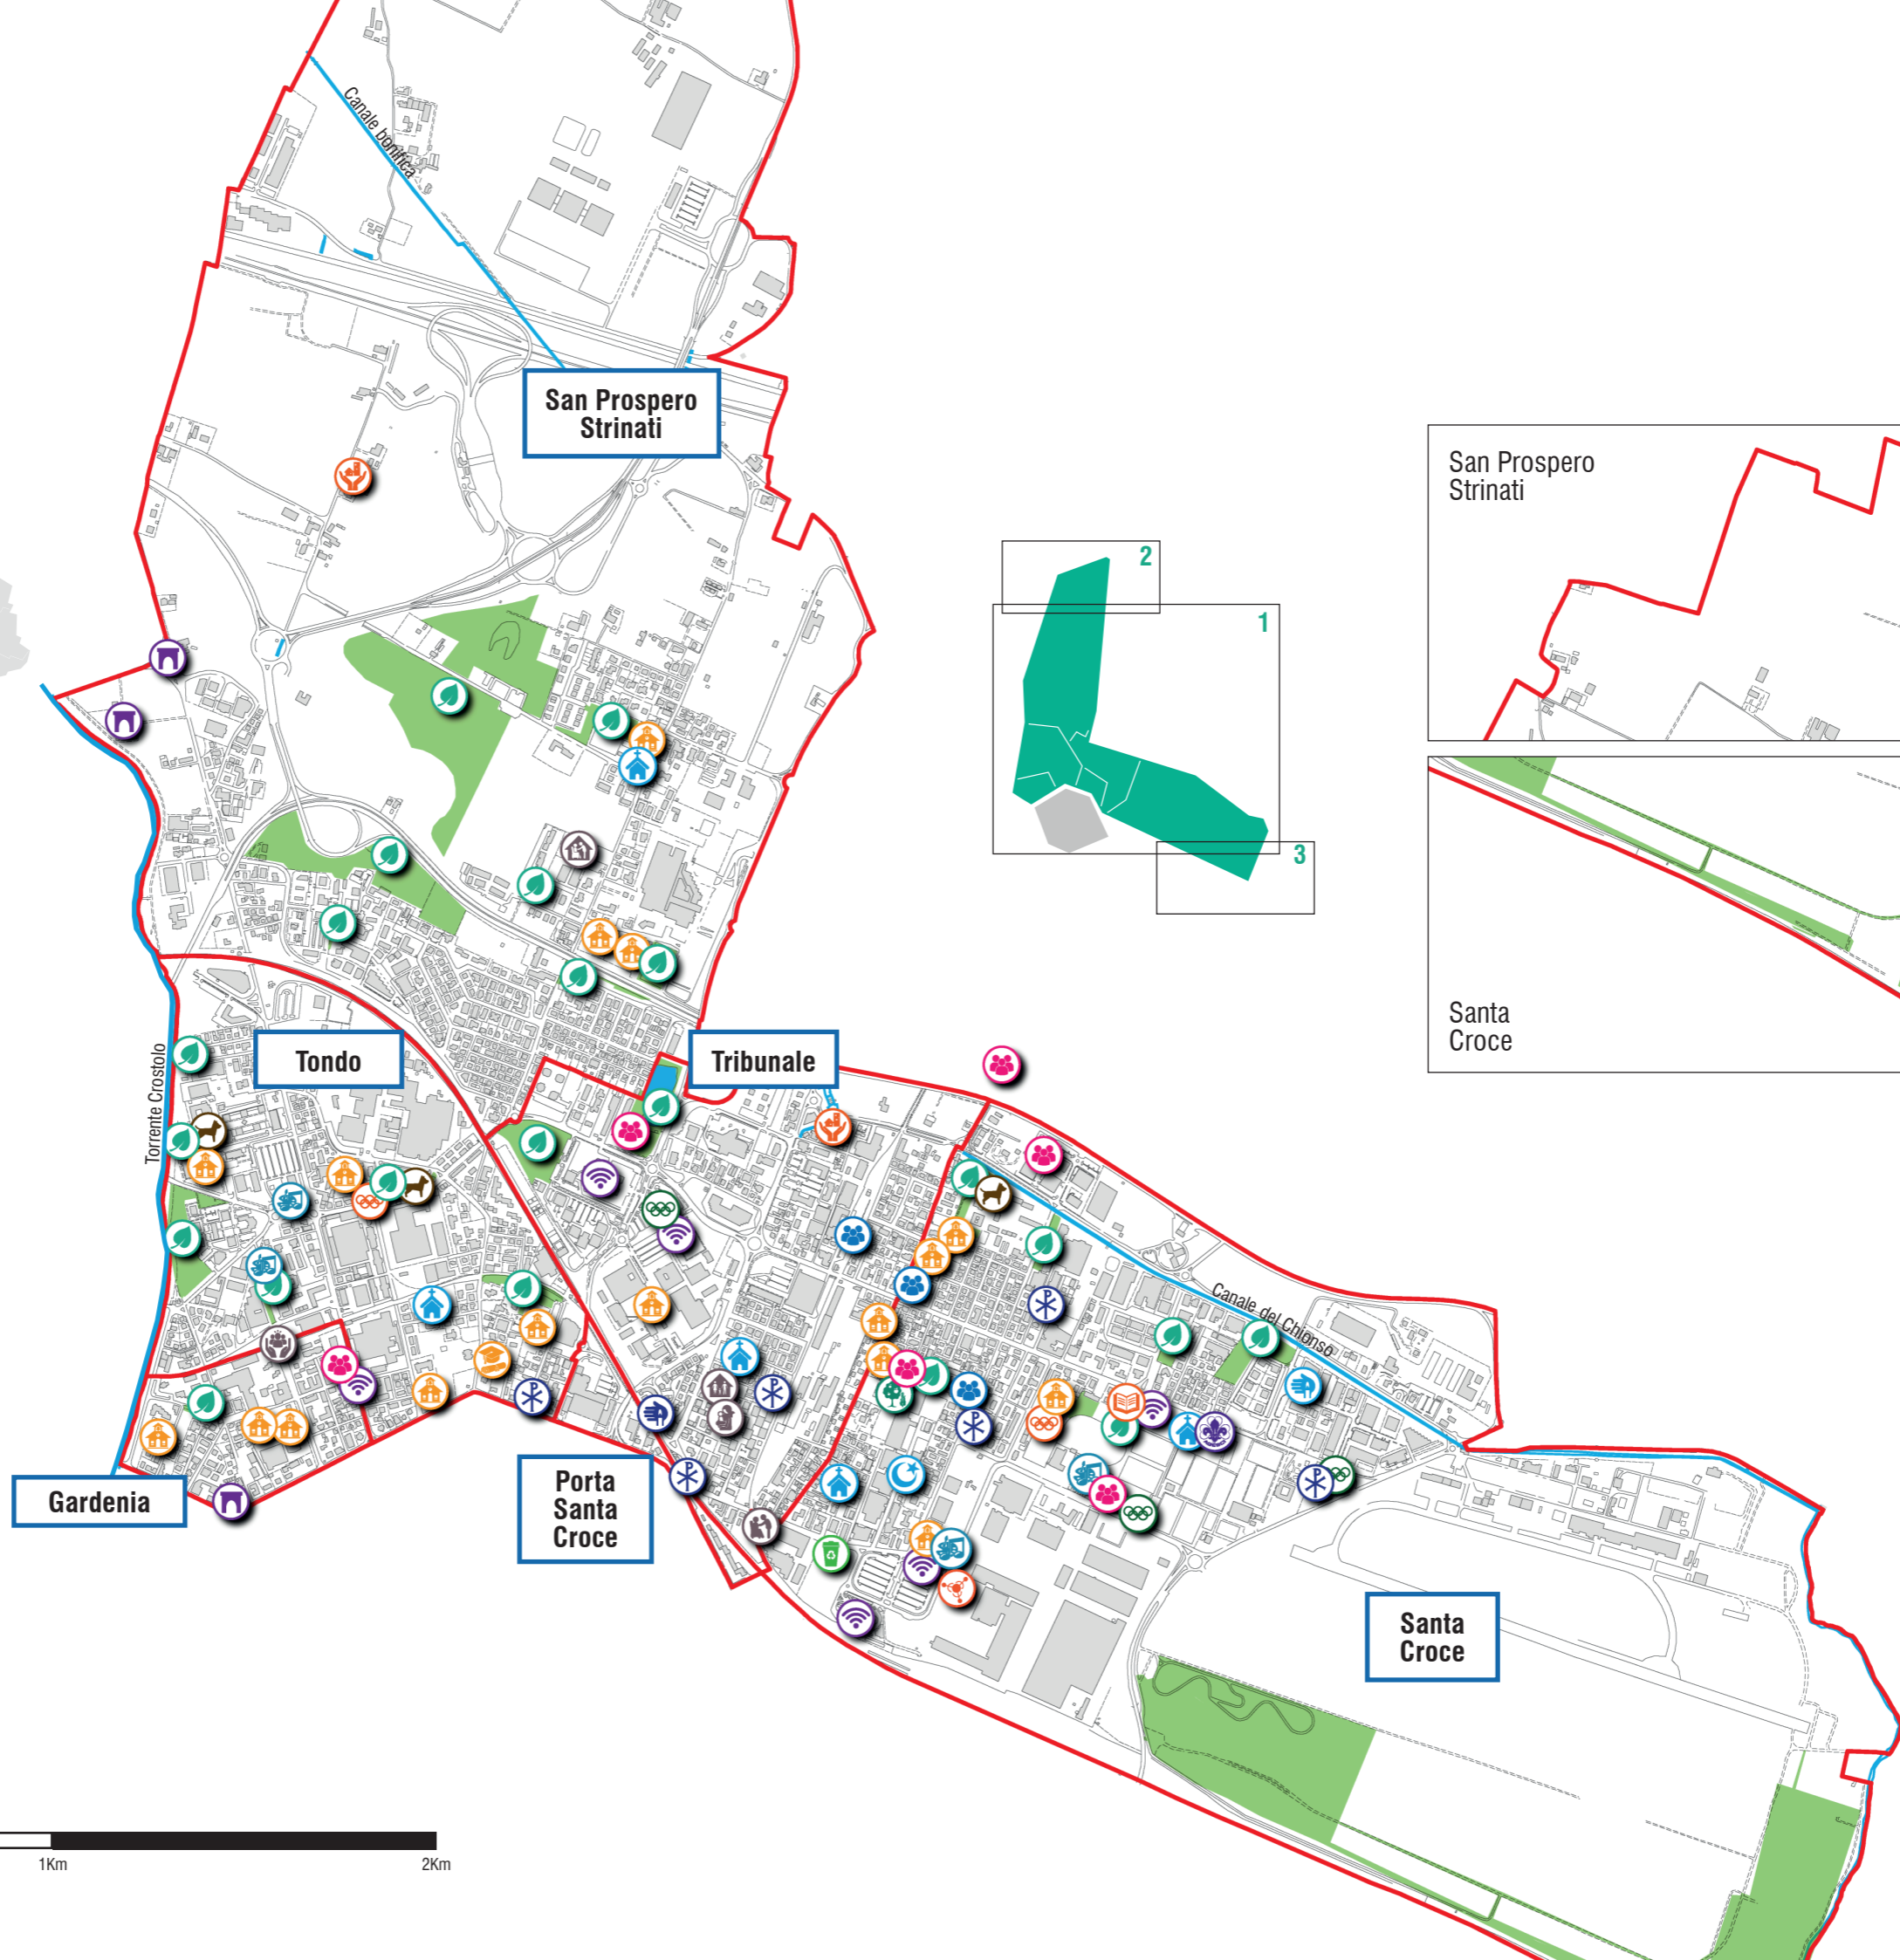 Canale bonifica
San Prospero
Strinati
San Prospero
Strinati
2
1
3
Santa
Croce
Torrente Crostolo
Tondo
Tribunale
Canale del Chionso
Gardenia
Porta
Santa
Croce
Santa
Croce
1Km
2Km